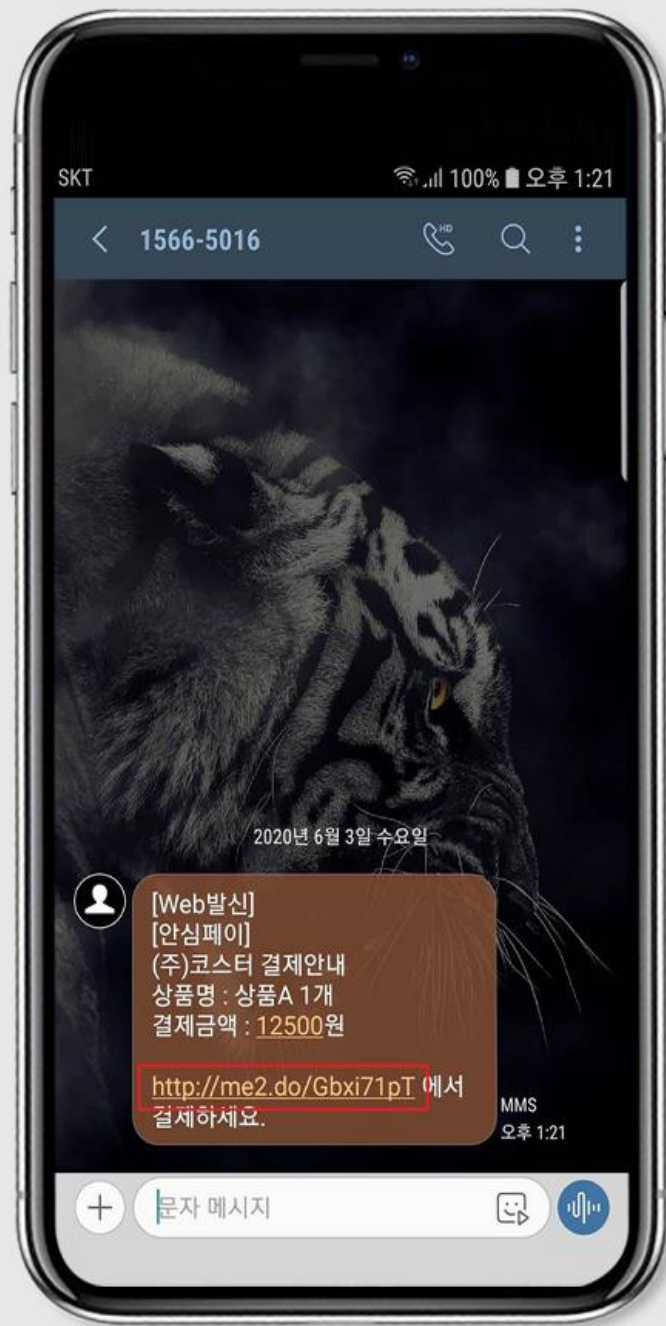 SKT 100% 오후 1:21
1566-5016 HD
2020년 6월 3일 수요일
[Web발신]
[안심페이]
(주)코스터 결제안내
상품명 : 상품A 1개
결제금액 : 12500원
http://me2.do/Gbxi71pT 에서
결제하세요.
MMS
오후 1:21
문자 메시지